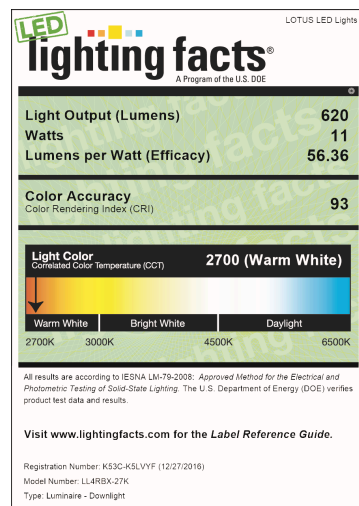 LOTUS LED Lights
LED
lighting facts®
A Program of the U.S. DOE
Light Output (Lumens) 620
Watts 11
Lumens per Watt (Efficacy) 56.36
Color Accuracy
Color Rendering Index (CRI) 93
Light Color
Correlated Color Temperature (CCT) 2700 (Warm White)
Warm White Bright White Daylight
2700K 3000K 4500K 6500K
All results are according to IESNA LM-79-2008: Approved Method for the Electrical and
Photometric Testing of Solid-State Lighting. The U.S. Department of Energy (DOE) verifies
product test data and results.
Visit www.lightingfacts.com for the Label Reference Guide.
Registration Number: K53C-K5LVYF (12/27/2016)
Model Number: LL4RBX-27K
Type: Luminaire - Downlight